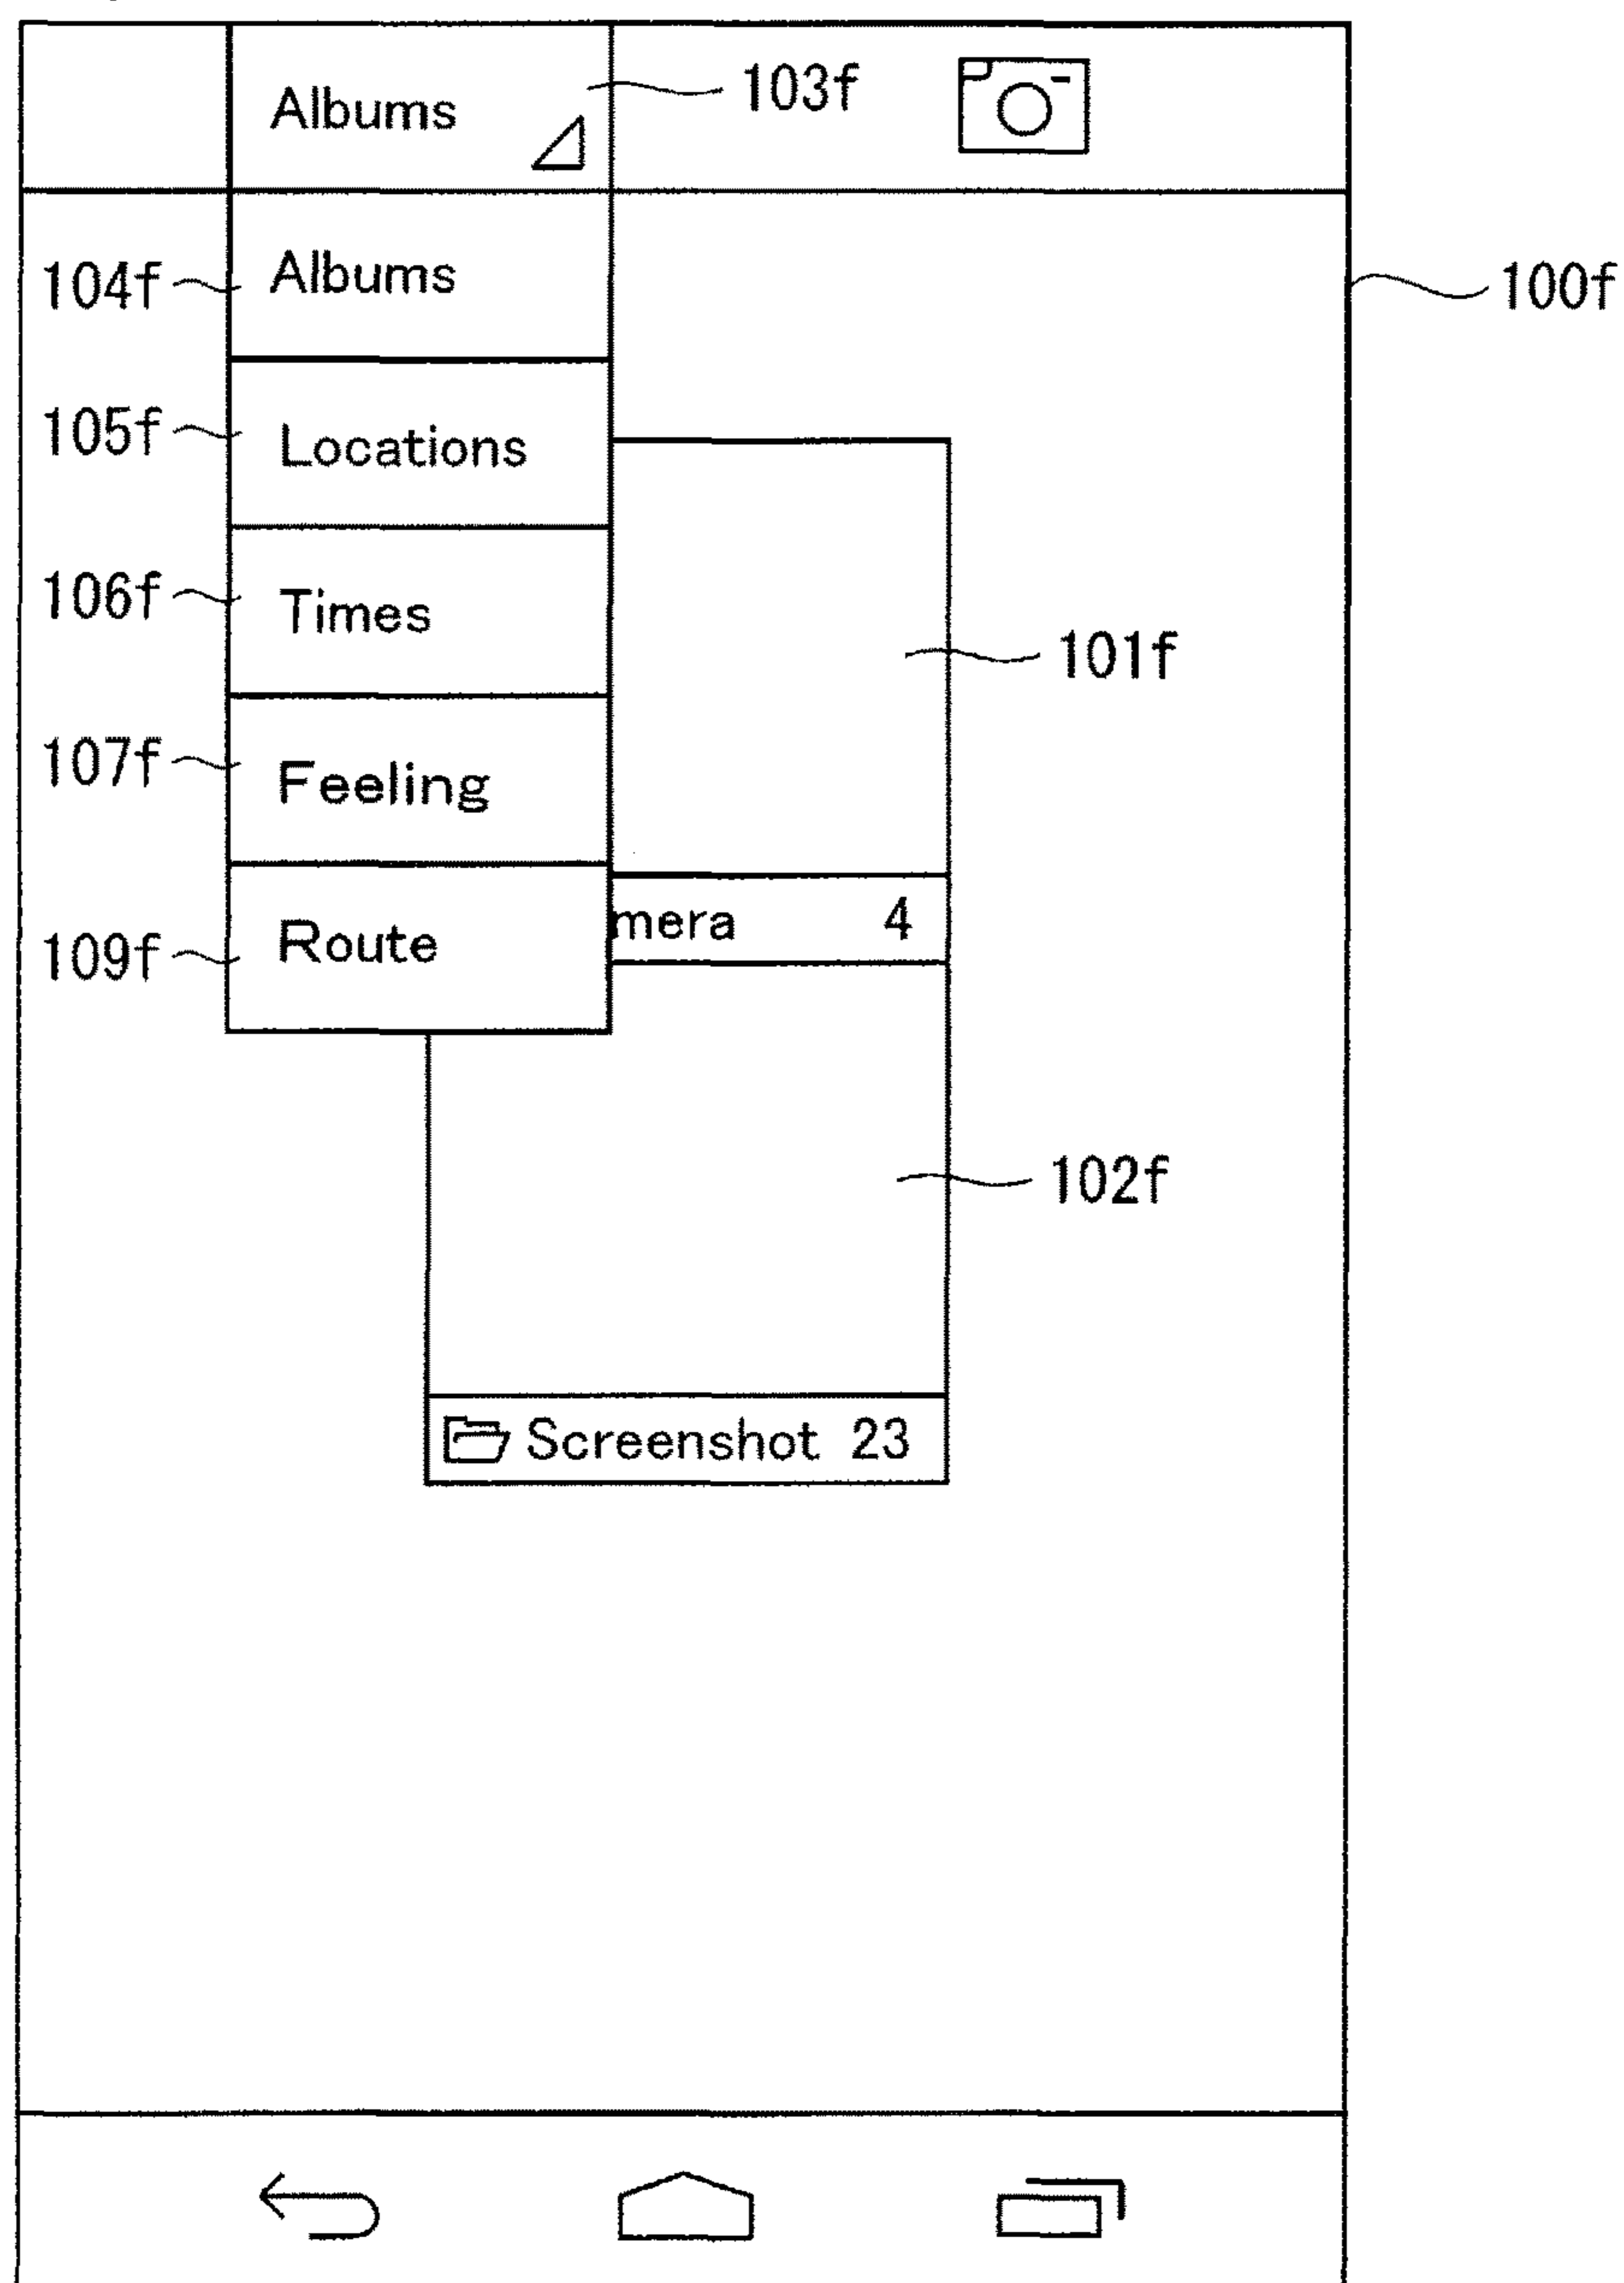 Albums 103f
104f Albums 100f
105f Locations
106f Times
101f
107f Feeling
mera 4
109f Route
102f
Screenshot 23